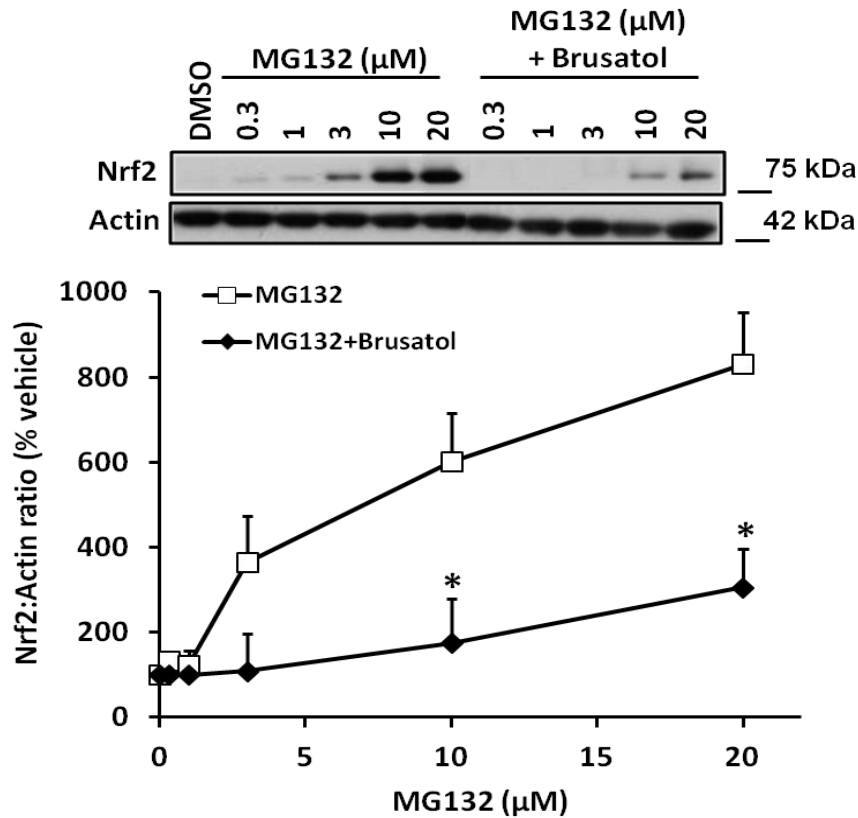 MG132 (µM)
MG132 (µM)
+ Brusatol
DMSO
0.3
1
3
10
20
0.3
1
3
10
20
Nrf2
75 kDa
Actin
42 kDa
Nrf2:Actin ratio (% vehicle)
1000
800
600
400
200
0
MG132
MG132+Brusatol
*
*
0
5
10
15
20
MG132 (µM)